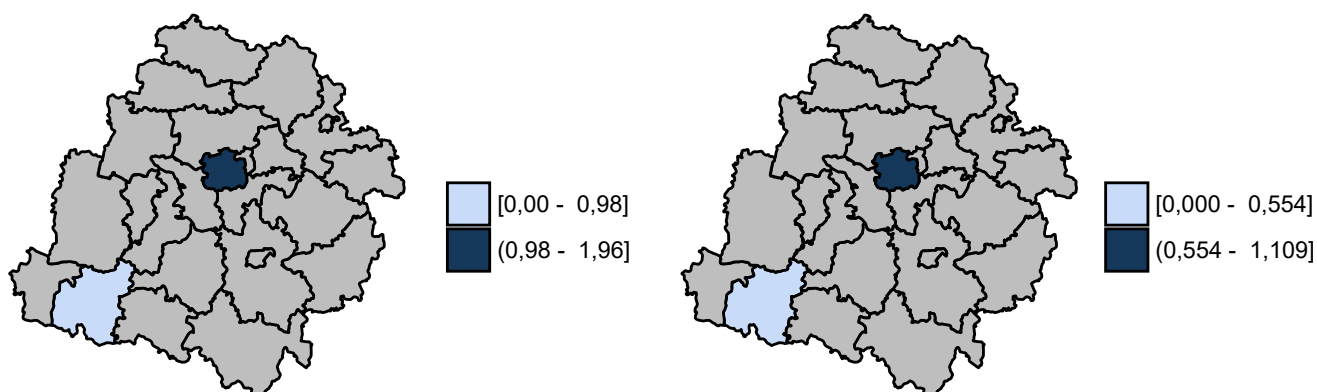 [0,00 - 0,98]
(0,98 - 1,96]
[0,000 - 0,554]
(0,554 - 1,109]